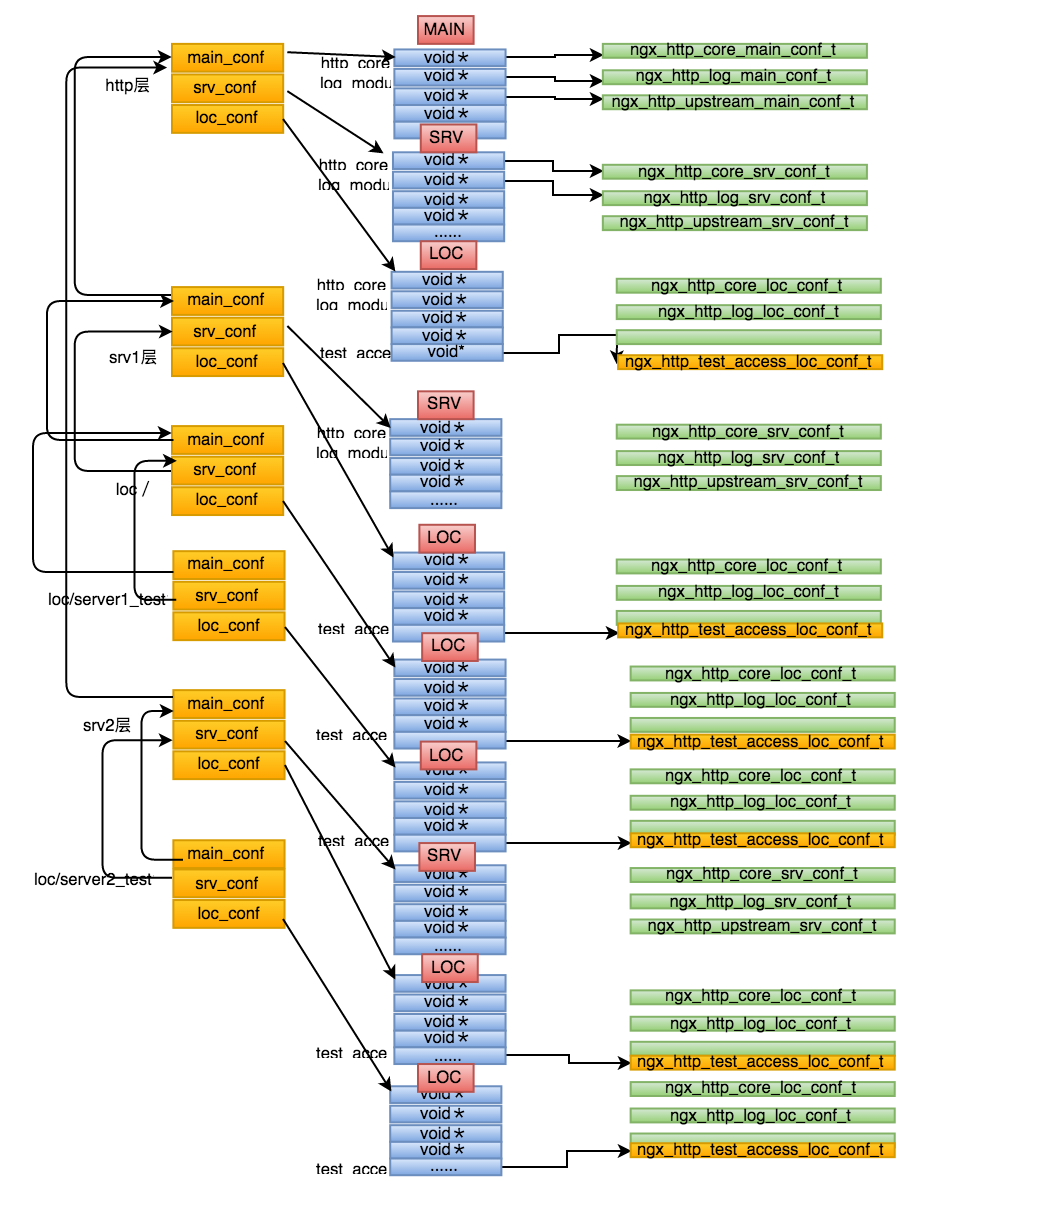 MAIN
main_conf
srv_conf
loc_conf
http层
http_core
log_modu
void *
void *
void *
void *
ngx_http_core_main_conf_t
ngx_http_log_main_conf_t
ngx_http_upstream_main_conf_t
SRV
http_core
log_modu
void *
void *
void *
void *
......
ngx_http_core_srv_conf_t
ngx_http_log_srv_conf_t
ngx_http_upstream_srv_conf_t
LOC
http_core
log_modu
test_acce
void *
void *
void *
void *
void*
ngx_http_core_loc_conf_t
ngx_http_log_loc_conf_t
ngx_http_test_access_loc_conf_t
main_conf
srv_conf
loc_conf
srv1层
SRV
http_core
log_modu
void *
void *
void *
void *
......
ngx_http_core_srv_conf_t
ngx_http_log_srv_conf_t
ngx_http_upstream_srv_conf_t
main_conf
srv_conf
loc_conf
loc /
LOC
void *
void *
void *
void *
test_acce
ngx_http_core_loc_conf_t
ngx_http_log_loc_conf_t
ngx_http_test_access_loc_conf_t
main_conf
srv_conf
loc_conf
loc/server1_test
LOC
void *
void *
void *
void *
test_acce
ngx_http_core_loc_conf_t
ngx_http_log_loc_conf_t
ngx_http_test_access_loc_conf_t
main_conf
srv_conf
loc_conf
srv2层
LOC
void *
void *
void *
void *
test_acce
ngx_http_core_loc_conf_t
ngx_http_log_loc_conf_t
ngx_http_test_access_loc_conf_t
main_conf
srv_conf
loc_conf
loc/server2_test
SRV
void *
void *
void *
void *
......
ngx_http_core_srv_conf_t
ngx_http_log_srv_conf_t
ngx_http_upstream_srv_conf_t
LOC
void *
void *
void *
void *
......
test_acce
ngx_http_core_loc_conf_t
ngx_http_log_loc_conf_t
ngx_http_test_access_loc_conf_t
LOC
void *
void *
void *
void *
......
test_acce
ngx_http_core_loc_conf_t
ngx_http_log_loc_conf_t
ngx_http_test_access_loc_conf_t